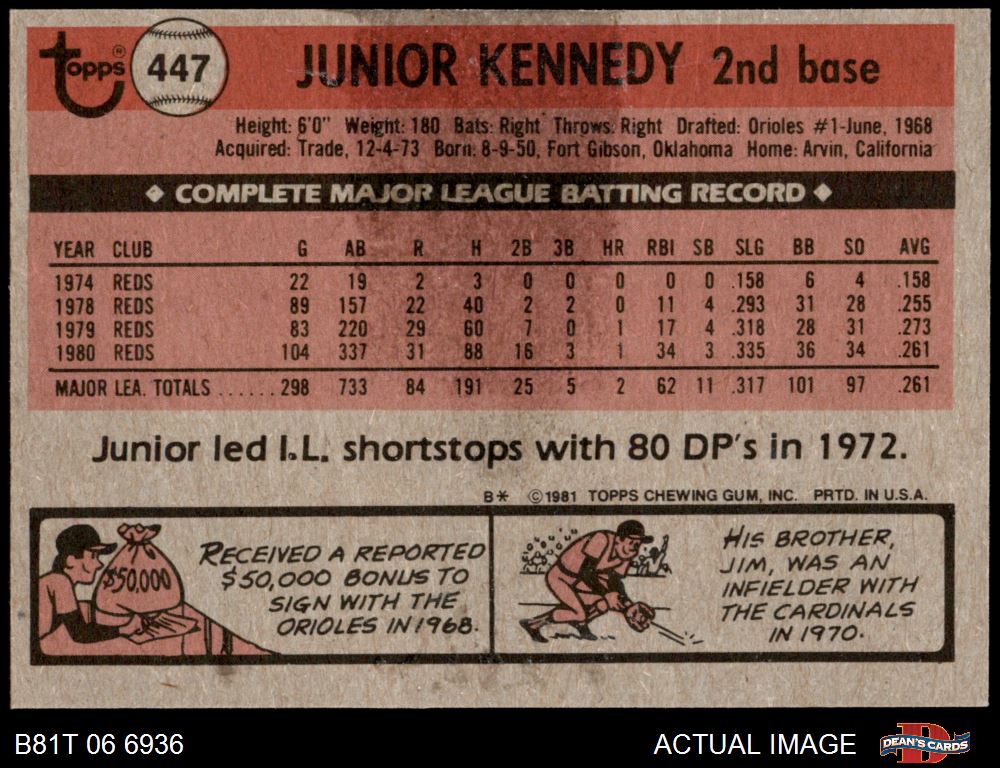 Topps® 447 JUNIOR KENNEDY 2nd base
Height: 6'0" Weight: 180 Bats: Right Throws: Right Drafted: Orioles #1-June, 1968
Acquired: Trade, 12-4-73 Born: 8-9-50, Fort Gibson, Oklahoma Home: Arvin, California
◆ COMPLETE MAJOR LEAGUE BATTING RECORD ◆
YEAR CLUB G AB R H 2B 3B HR RBI SB SLG BB SO AVG
1974 REDS 22 19 2 3 0 0 0 0 0 .158 6 4 .158
1978 REDS 89 157 22 40 2 2 0 11 4 .293 31 28 .255
1979 REDS 83 220 29 60 7 0 1 17 4 .318 28 31 .273
1980 REDS 104 337 31 88 16 3 1 34 3 .335 36 34 .261
MAJOR LEA. TOTALS ...... 298 733 84 191 25 5 2 62 11 .317 101 97 .261
Junior led I.L. shortstops with 80 DP's in 1972.
B* ©1981 TOPPS CHEWING GUM, INC. PRTD. IN U.S.A.
$50,000
RECEIVED A REPORTED
$50,000 BONUS TO
SIGN WITH THE
ORIOLES IN 1968.
HIS BROTHER,
JIM, WAS AN
INFIELDER WITH
THE CARDINALS
IN 1970.
B81T 06 6936
ACTUAL IMAGE
DEAN'S CARDS